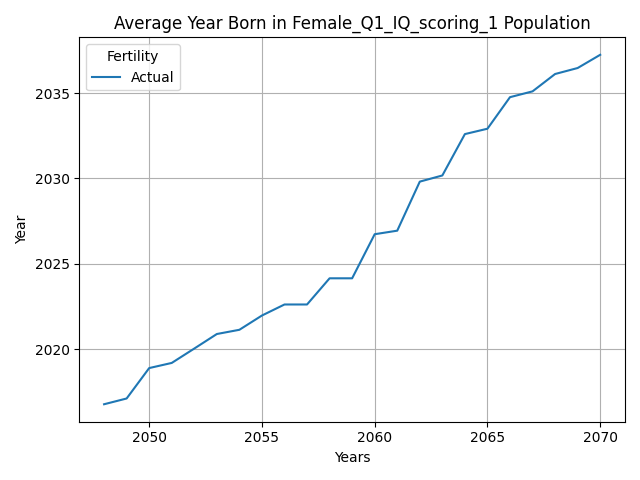 Average Year Born in Female_Q1_IQ_scoring_1 Population
Fertility
Actual
Year
2035
2030
2025
2020
2050
2055
2060
2065
2070
Years